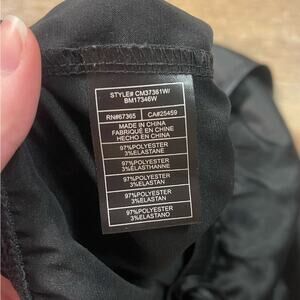 STYLE# CM37361W/
BM17346W
RN#67365 CA#25459
MADE IN CHINA
FABRIQUÉ EN CHINE
HECHO EN CHINA
97%POLYESTER
3%ELASTANE
97%POLYESTER
3%ELASTHANNE
97%POLYESTER
3%ELASTAN
97%POLYESTER
3%ELASTAN
97%POLYESTER
3%ELASTANO